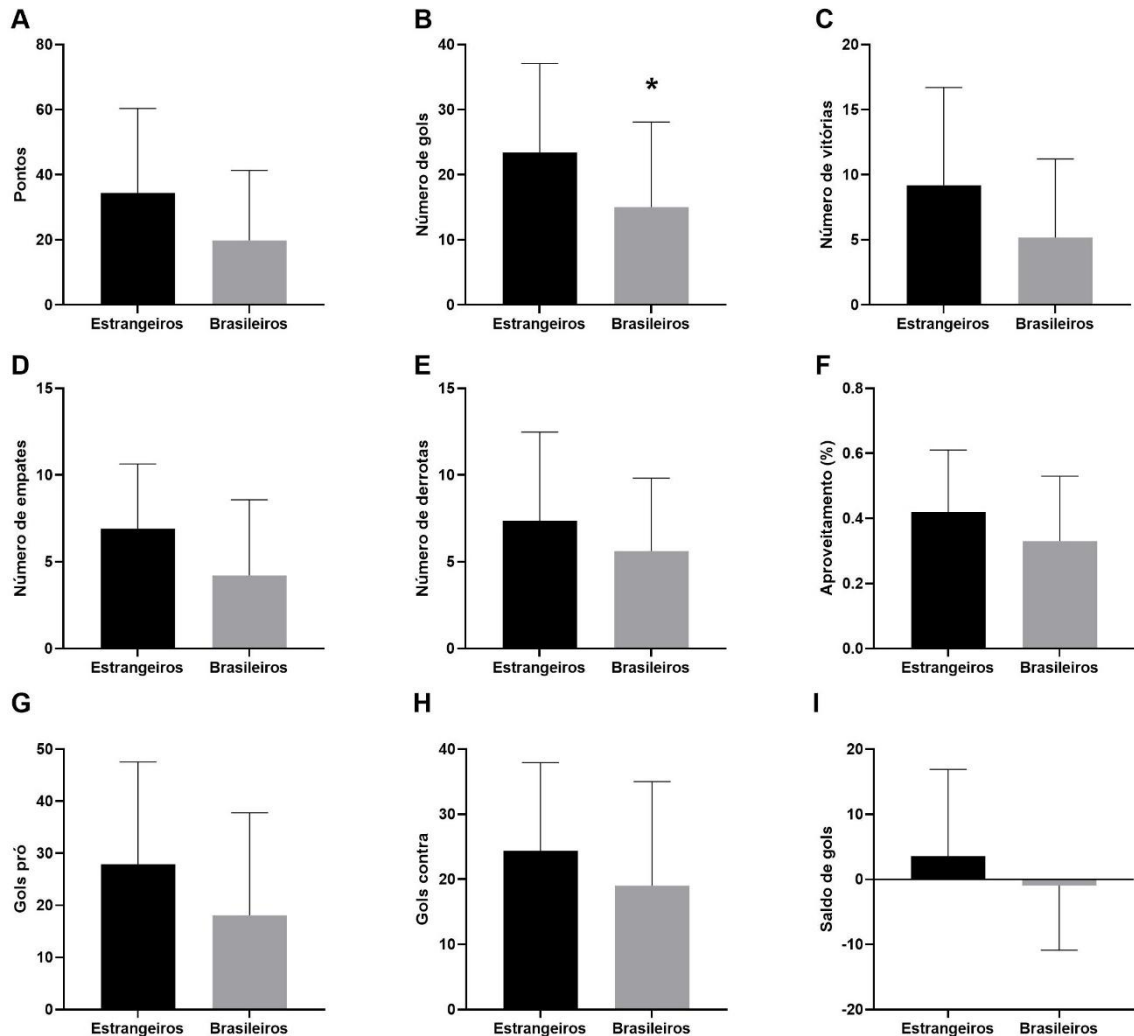 A
Pontos
80
60
40
20
0
Estrangeiros Brasileiros
B
Número de gols
40
30
20
10
0
*
Estrangeiros Brasileiros
C
Número de vitórias
20
15
10
5
0
Estrangeiros Brasileiros
D
Número de empates
15
10
5
0
Estrangeiros Brasileiros
E
Número de derrotas
15
10
5
0
Estrangeiros Brasileiros
F
Aproveitamento (%)
0.8
0.6
0.4
0.2
0.0
Estrangeiros Brasileiros
G
Gols pró
50
40
30
20
10
0
Estrangeiros Brasileiros
H
Gols contra
40
30
20
10
0
Estrangeiros Brasileiros
I
Saldo de gols
20
10
0
-10
-20
Estrangeiros Brasileiros